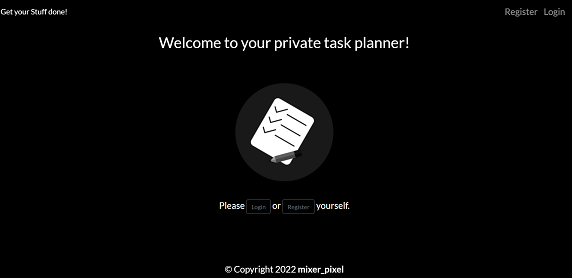 Get your Stuff done!
Register Login
Welcome to your private task planner!
Please Login or Register yourself.
© Copyright 2022 mixer_pixel